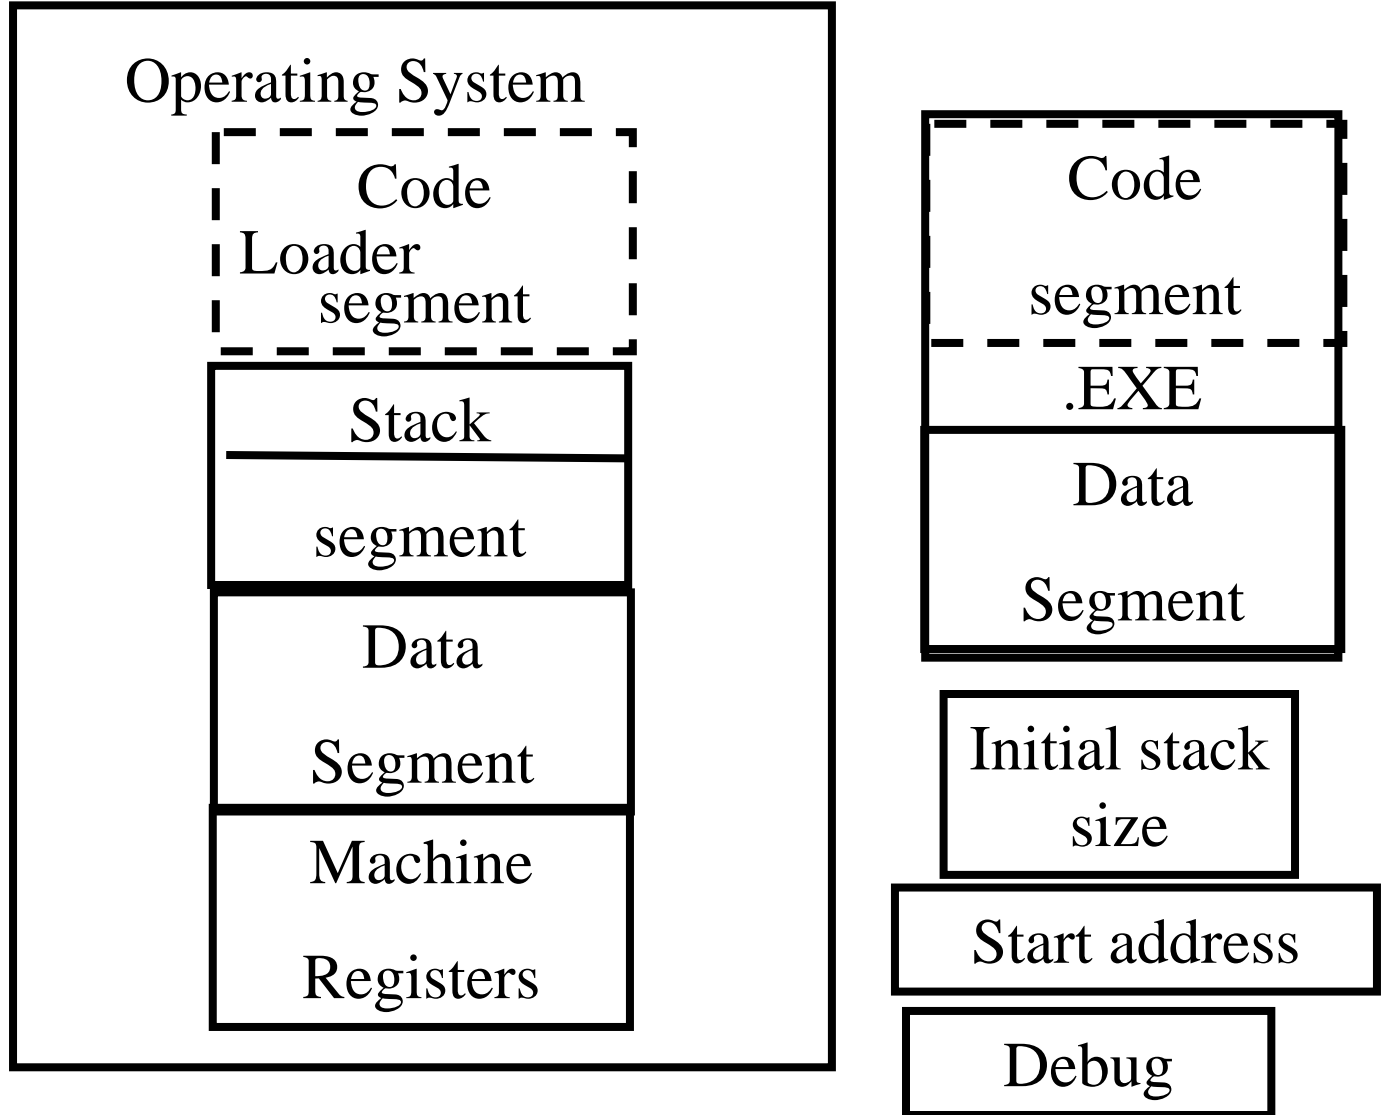 Operating System
Code
Loader
segment
Stack
segment
Data
Segment
Machine
Registers
Code
segment
.EXE
Data
Segment
Initial stack
size
Start address
Debug